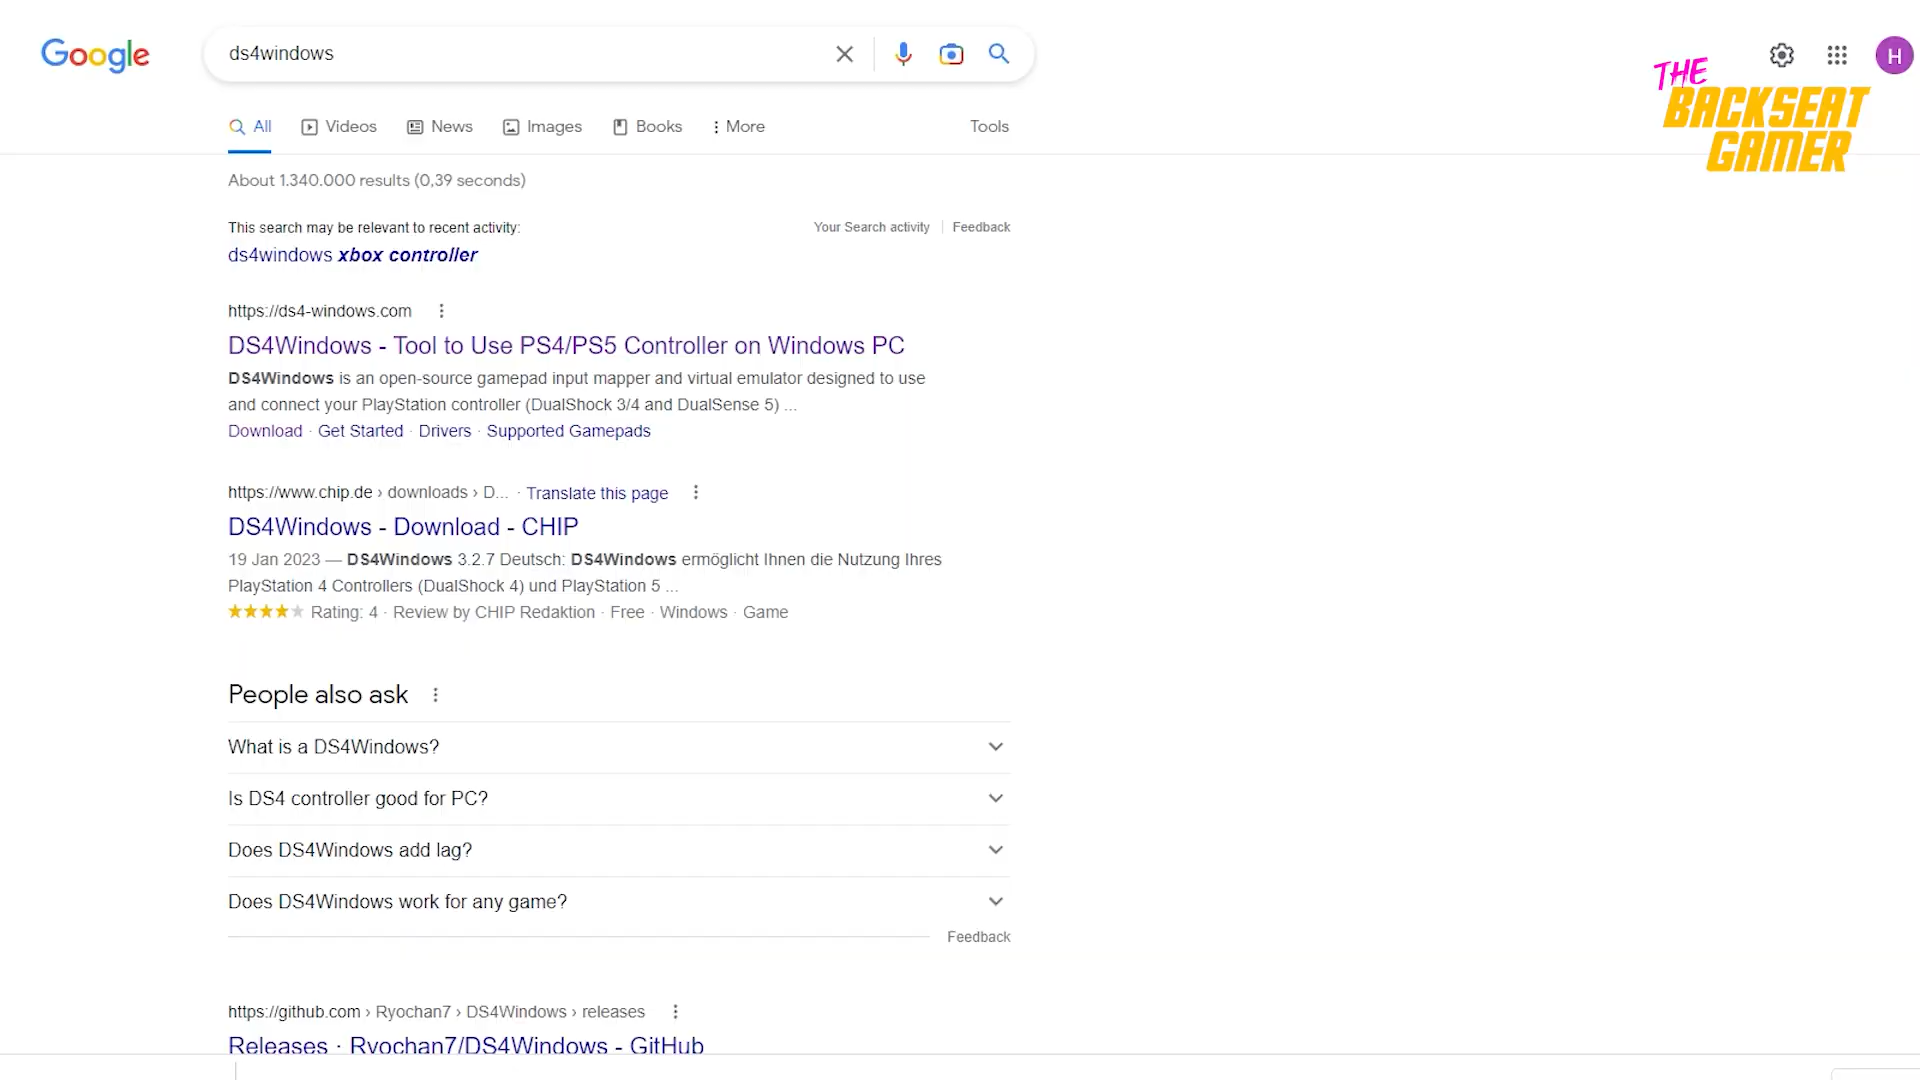 Google
ds4windows
H
THE
BACKSEAT
GAMER
All
Videos
News
Images
Books
More
Tools
About 1.340.000 results (0,39 seconds)
This search may be relevant to recent activity:
Your Search activity
Feedback
ds4windows xbox controller
https://ds4-windows.com
DS4Windows - Tool to Use PS4/PS5 Controller on Windows PC
DS4Windows is an open-source gamepad input mapper and virtual emulator designed to use
and connect your PlayStation controller (DualShock 3/4 and DualSense 5) ...
Download · Get Started · Drivers · Supported Gamepads
https://www.chip.de › downloads › D... · Translate this page
DS4Windows - Download - CHIP
19 Jan 2023 — DS4Windows 3.2.7 Deutsch: DS4Windows ermöglicht Ihnen die Nutzung Ihres
PlayStation 4 Controllers (DualShock 4) und PlayStation 5 ...
Rating: 4 · Review by CHIP Redaktion · Free · Windows · Game
People also ask
What is a DS4Windows?
Is DS4 controller good for PC?
Does DS4Windows add lag?
Does DS4Windows work for any game?
Feedback
https://github.com › Ryochan7 › DS4Windows › releases
Releases · Ryochan7/DS4Windows - GitHub